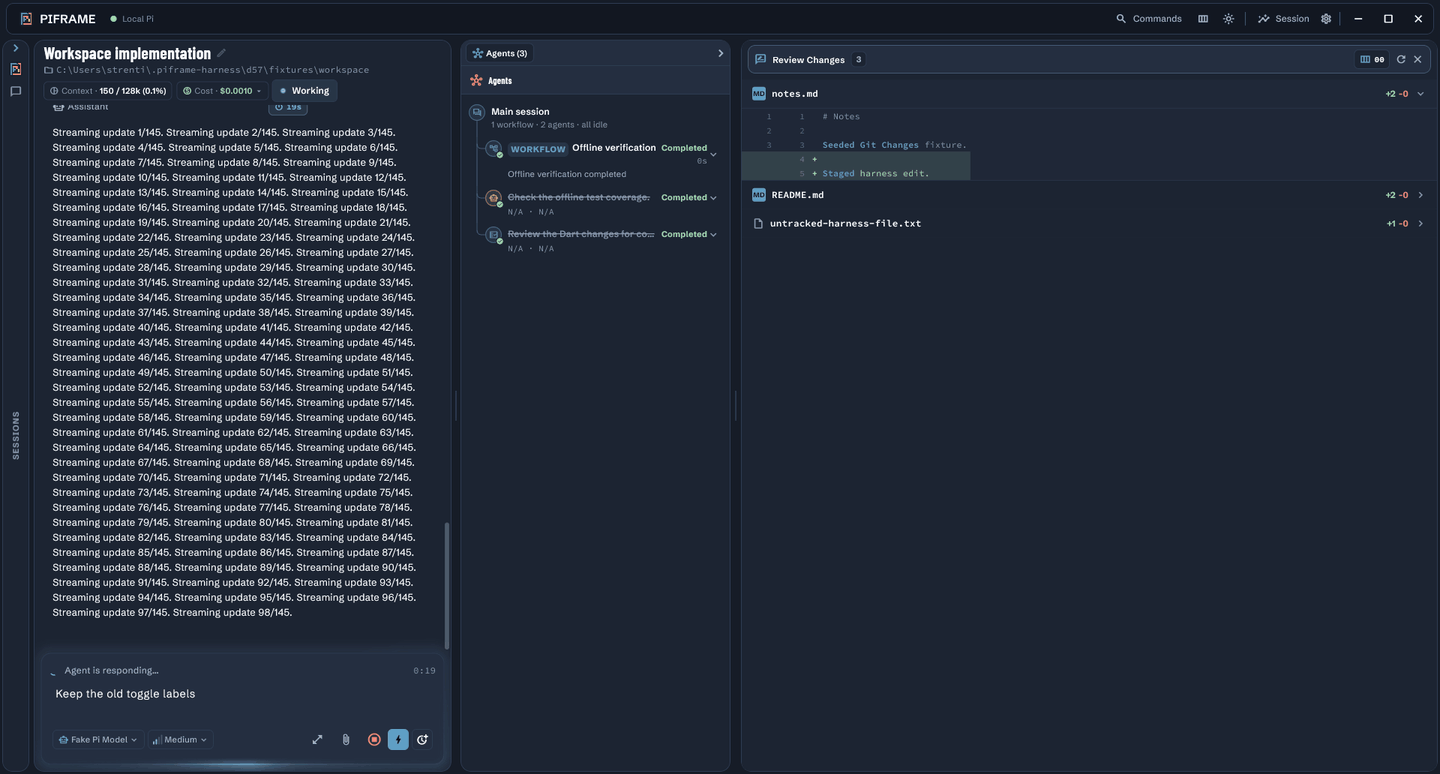 PIFRAME
Local Pi
Commands
Session
SESSIONS
Workspace implementation
C:\Users\strenti\.piframe-harness\d57\fixtures\workspace
Context · 150 / 128k (0.1%)
Cost · $0.0010
Working
Assistant
19s
Streaming update 1/145. Streaming update 2/145. Streaming update 3/145.
Streaming update 4/145. Streaming update 5/145. Streaming update 6/145.
Streaming update 7/145. Streaming update 8/145. Streaming update 9/145.
Streaming update 10/145. Streaming update 11/145. Streaming update 12/145.
Streaming update 13/145. Streaming update 14/145. Streaming update 15/145.
Streaming update 16/145. Streaming update 17/145. Streaming update 18/145.
Streaming update 19/145. Streaming update 20/145. Streaming update 21/145.
Streaming update 22/145. Streaming update 23/145. Streaming update 24/145.
Streaming update 25/145. Streaming update 26/145. Streaming update 27/145.
Streaming update 28/145. Streaming update 29/145. Streaming update 30/145.
Streaming update 31/145. Streaming update 32/145. Streaming update 33/145.
Streaming update 34/145. Streaming update 35/145. Streaming update 36/145.
Streaming update 37/145. Streaming update 38/145. Streaming update 39/145.
Streaming update 40/145. Streaming update 41/145. Streaming update 42/145.
Streaming update 43/145. Streaming update 44/145. Streaming update 45/145.
Streaming update 46/145. Streaming update 47/145. Streaming update 48/145.
Streaming update 49/145. Streaming update 50/145. Streaming update 51/145.
Streaming update 52/145. Streaming update 53/145. Streaming update 54/145.
Streaming update 55/145. Streaming update 56/145. Streaming update 57/145.
Streaming update 58/145. Streaming update 59/145. Streaming update 60/145.
Streaming update 61/145. Streaming update 62/145. Streaming update 63/145.
Streaming update 64/145. Streaming update 65/145. Streaming update 66/145.
Streaming update 67/145. Streaming update 68/145. Streaming update 69/145.
Streaming update 70/145. Streaming update 71/145. Streaming update 72/145.
Streaming update 73/145. Streaming update 74/145. Streaming update 75/145.
Streaming update 76/145. Streaming update 77/145. Streaming update 78/145.
Streaming update 79/145. Streaming update 80/145. Streaming update 81/145.
Streaming update 82/145. Streaming update 83/145. Streaming update 84/145.
Streaming update 85/145. Streaming update 86/145. Streaming update 87/145.
Streaming update 88/145. Streaming update 89/145. Streaming update 90/145.
Streaming update 91/145. Streaming update 92/145. Streaming update 93/145.
Streaming update 94/145. Streaming update 95/145. Streaming update 96/145.
Streaming update 97/145. Streaming update 98/145.
Agent is responding...
0:19
Keep the old toggle labels
Fake Pi Model
Medium
Agents (3)
Agents
Main session
1 workflow · 2 agents · all idle
WORKFLOW Offline verification Completed
0s
Offline verification completed
Check the offline test coverage. Completed
N/A · N/A
Review the Dart changes for co... Completed
N/A · N/A
Review Changes 3
00
MD notes.md +2 -0
1 1 # Notes
2 2
3 3 Seeded Git Changes fixture.
4 +
5 + Staged harness edit.
MD README.md +2 -0
untracked-harness-file.txt +1 -0